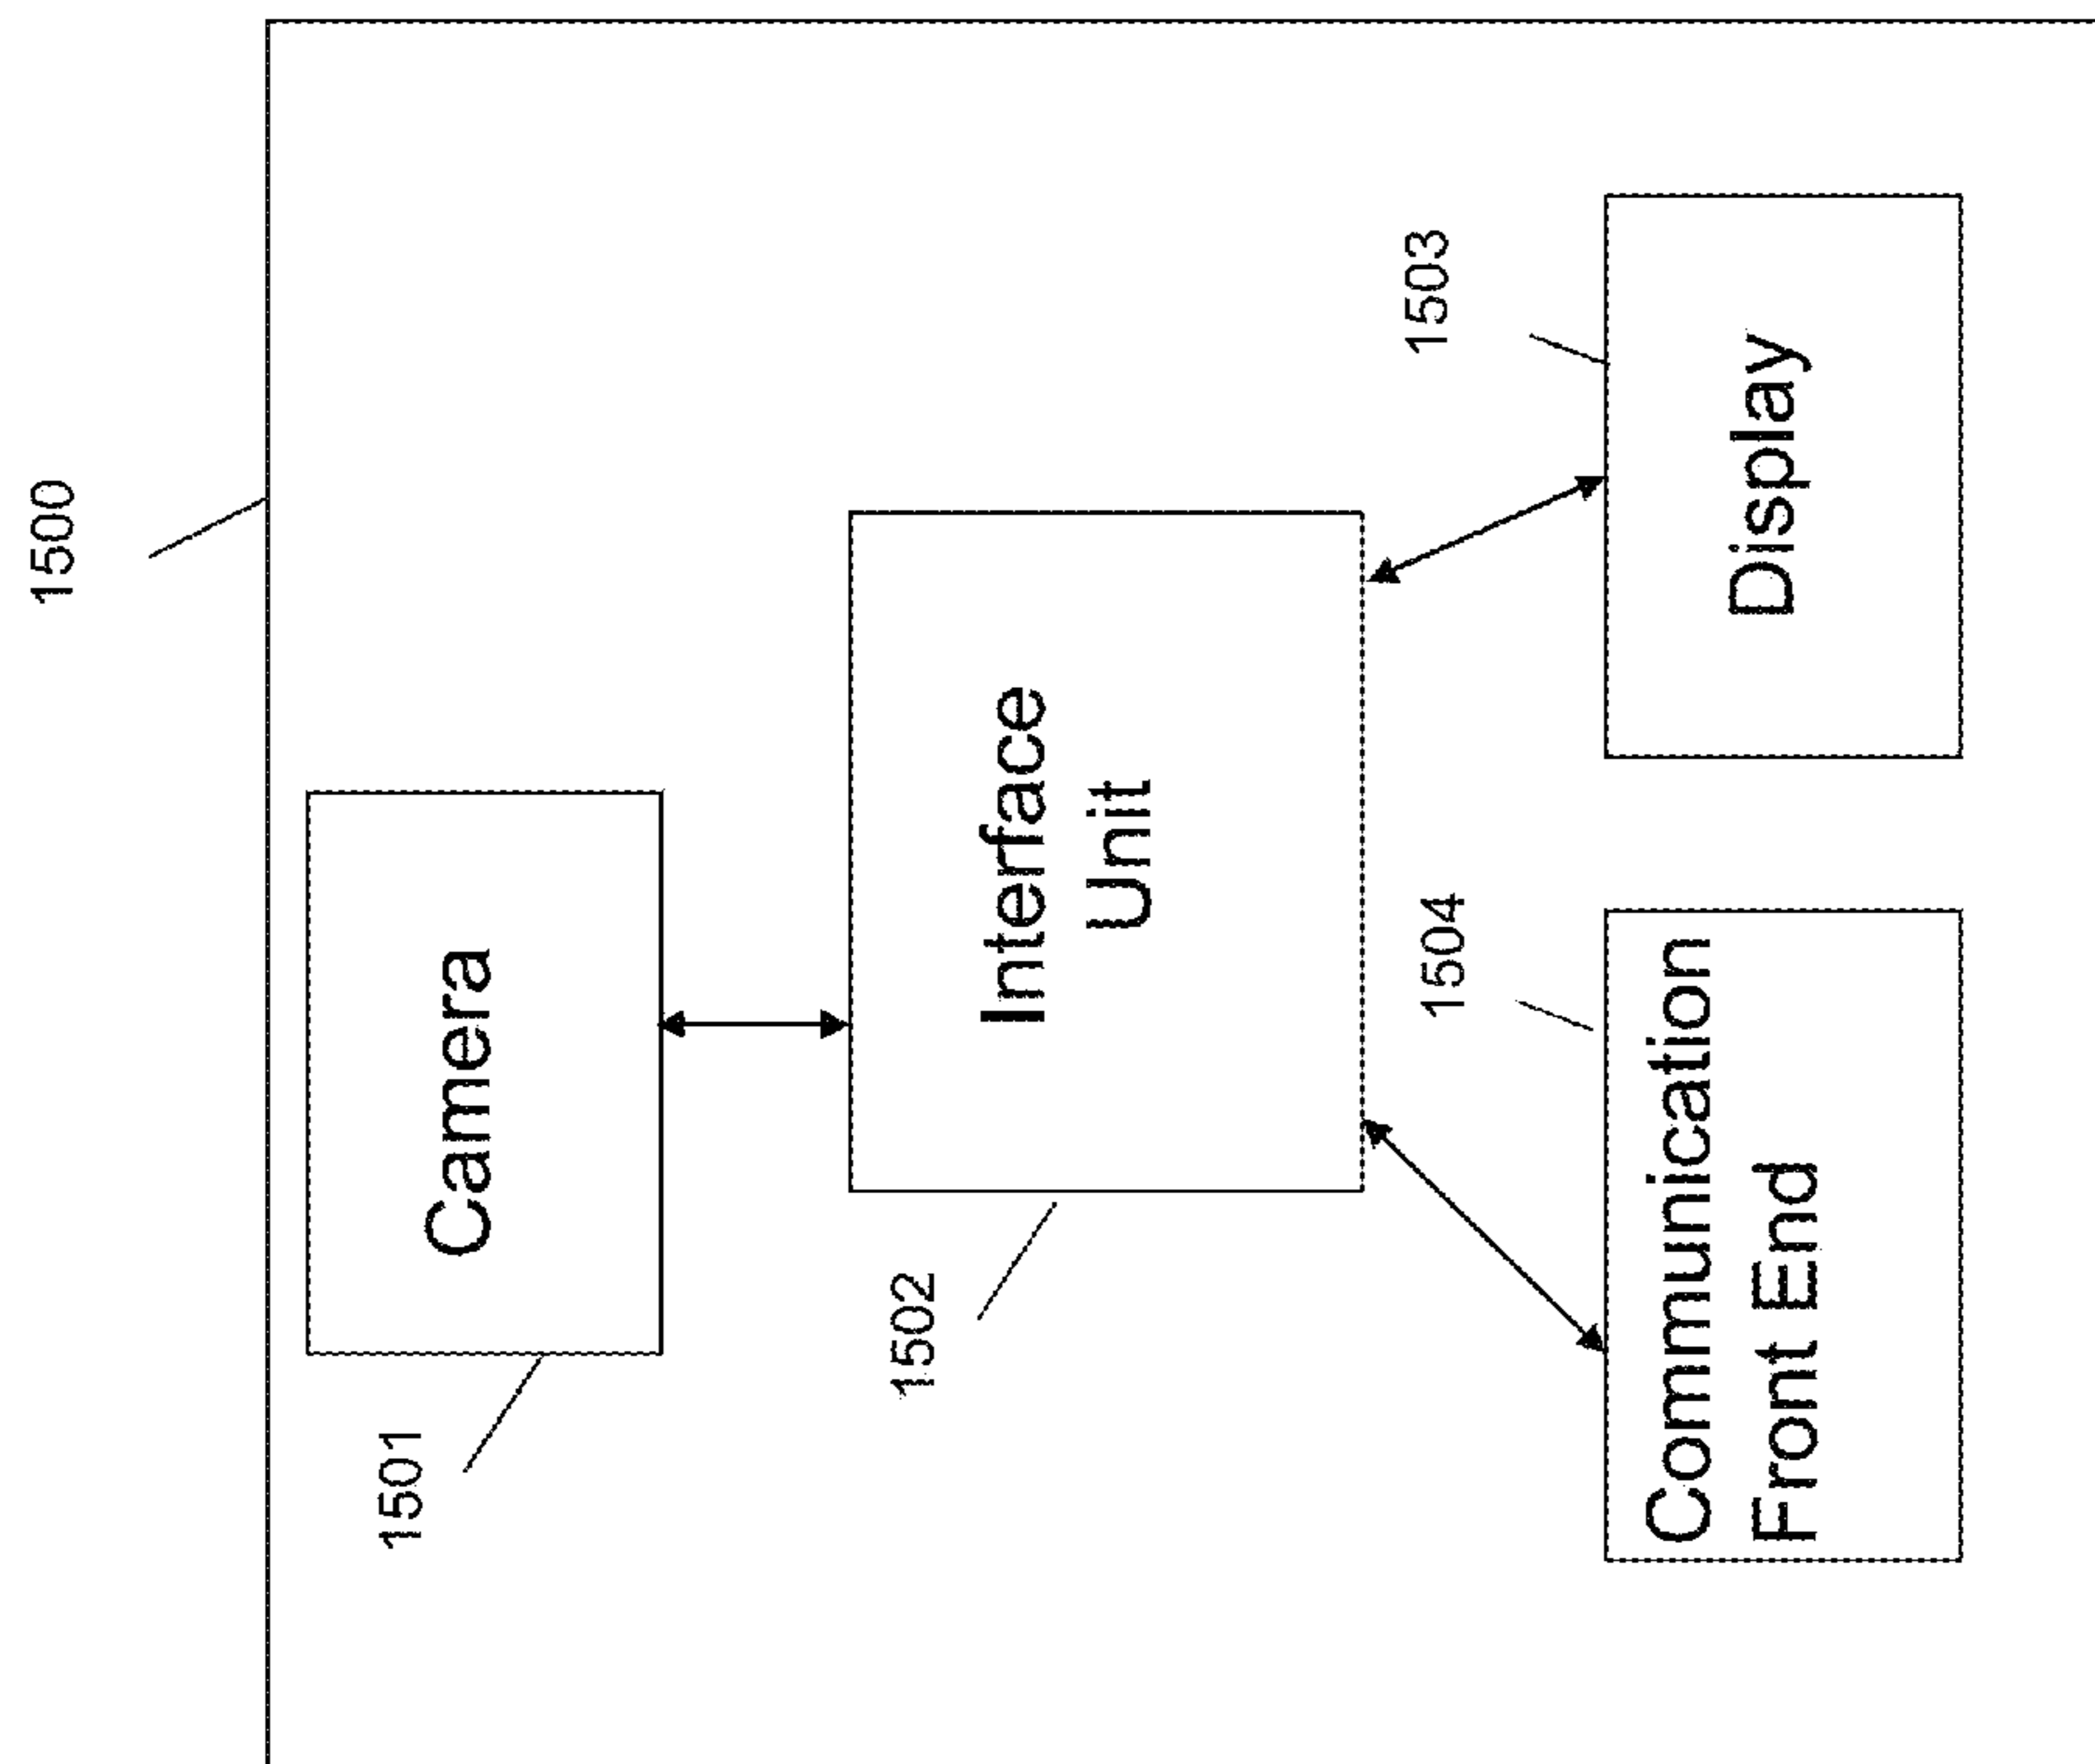 1500
1501
Camera
1502
Interface
Unit
1503
Display
1504
Communication
Front End